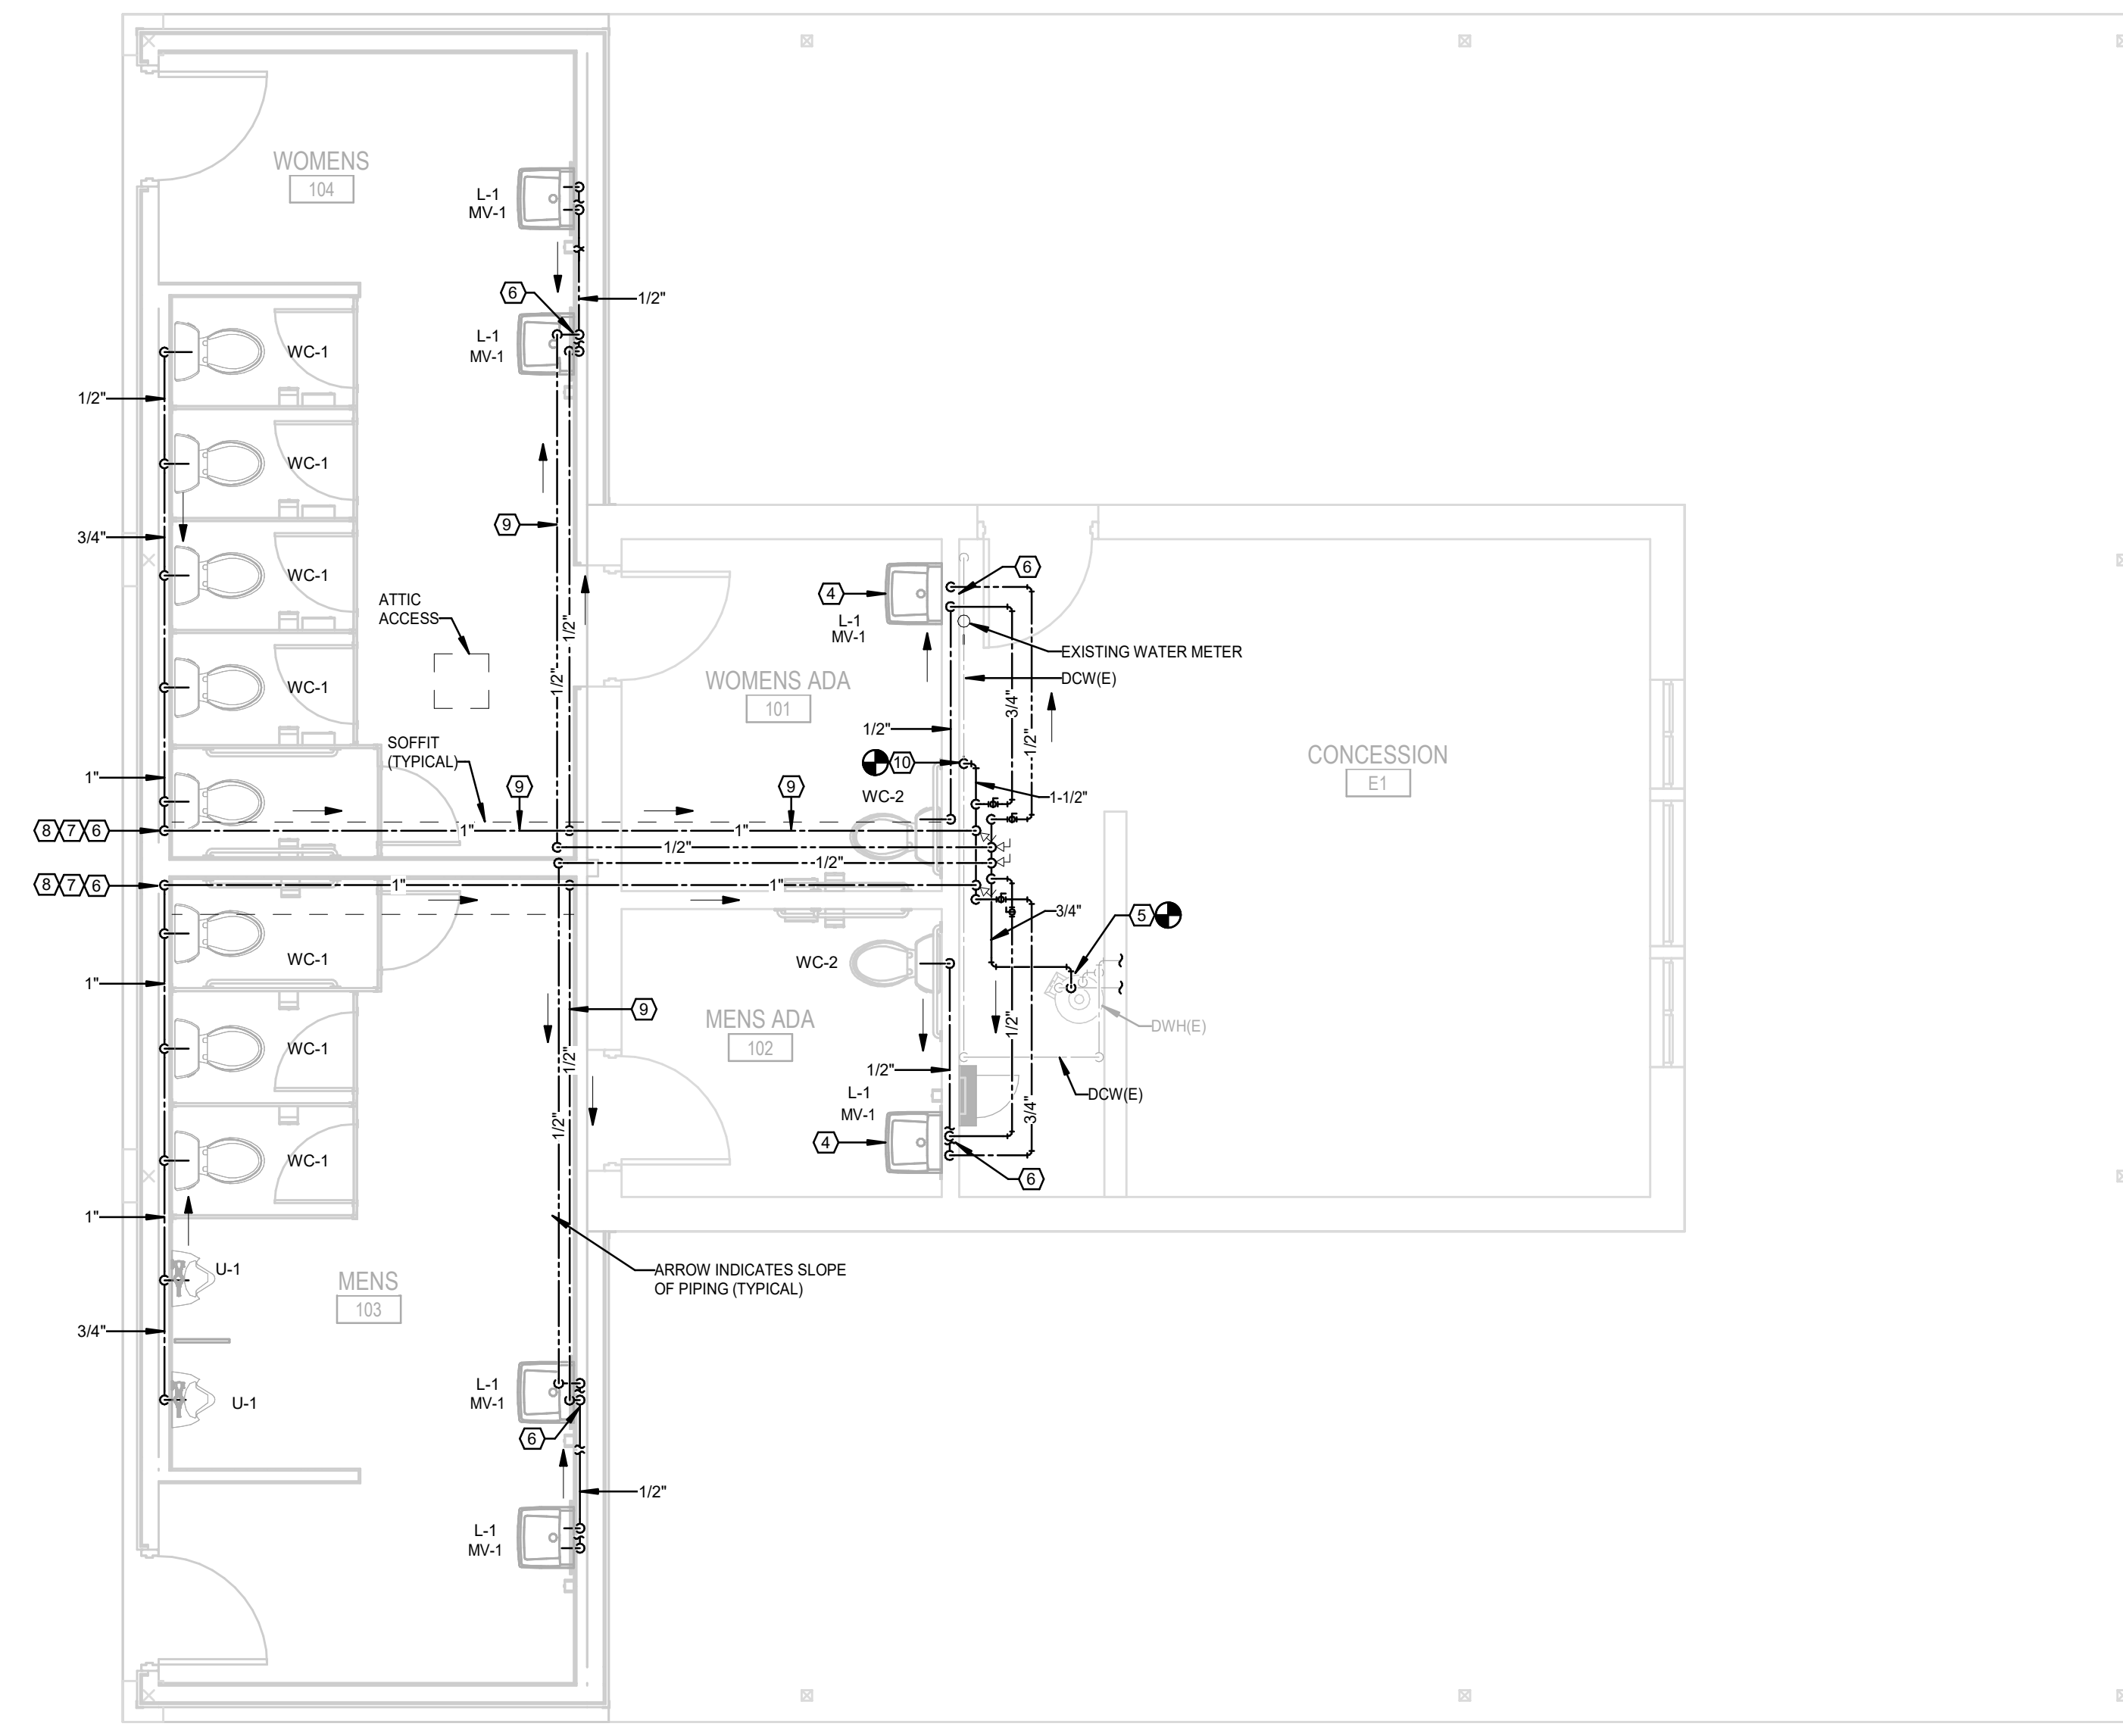 WOMENS
104
L-1
MV-1
6
1/2"
L-1
MV-1
WC-1
1/2"
WC-1
9
3/4"
6
WC-1
4
ATTIC
ACCESS
L-1
MV-1
1/2"
EXISTING WATER METER
WOMENS ADA
101
DCW(E)
WC-1
1/2"
3/4"
1/2"
1/2"
SOFFIT
(TYPICAL)
CONCESSION
E1
10
1"
9
9
WC-2
1-1/2"
8 7 6
1"
1"
1/2"
1/2"
8 7 6
1"
1"
3/4"
5
WC-1
WC-2
1"
9
MENS ADA
102
1/2"
DWH(E)
WC-1
1/2"
1/2"
L-1
MV-1
DCW(E)
3/4"
1/2"
4
WC-1
6
1"
U-1
MENS
103
ARROW INDICATES SLOPE
OF PIPING (TYPICAL)
3/4"
L-1
MV-1
U-1
6
1/2"
L-1
MV-1